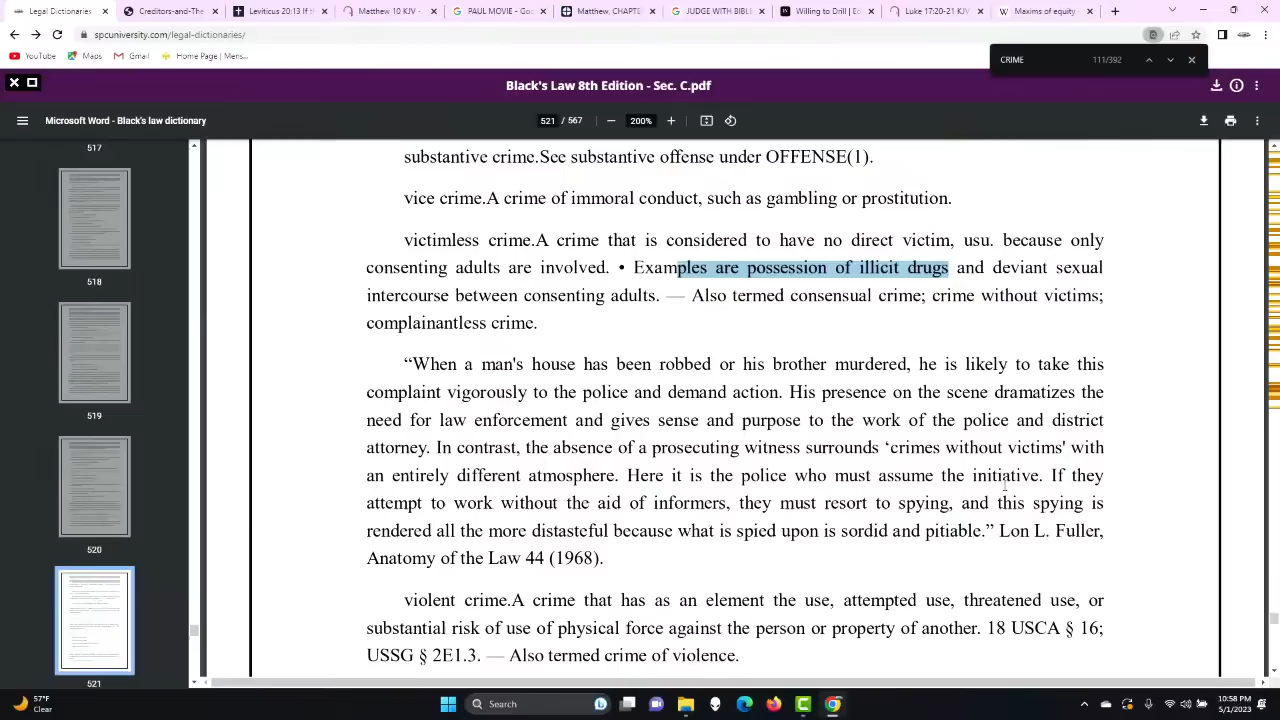 Creditors-and-The-
Leviticus 20:13 If th
Matthew 10 KJV -
PAUL MOVIE - Goo
Matthew, CHAPTE
JUDGE WITH BIBL
Willing to Drill | Ec
Luke 17:20-21 KJV
Maxims of equity
spcuniversity.com/legal-dictionaries/
YouTube
Maps
Gmail
Home Page | Mens...
CRIME
111/392
Black's Law 8th Edition - Sec. C.pdf
Microsoft Word - Black's law dictionary
521 / 567
200%
517
518
519
520
521
substantive crime.See substantive offense under OFFENSE(1).
vice crime.A crime of immoral conduct, such as gambling or prostitution.
victimless crime.A crime that is considered to have no direct victim, usu. because only
consenting adults are involved. • Examples are possession of illicit drugs and deviant sexual
intercourse between consenting adults. — Also termed consensual crime; crime without victims;
complainantless crime.
“When a man's house has been robbed or his brother murdered, he is likely to take this
complaint vigorously to the police and demand action. His presence on the scene dramatizes the
need for law enforcement and gives sense and purpose to the work of the police and district
attorney. In contrast, the absence of a prosecuting witness surrounds ‘crimes without victims' with
an entirely different atmosphere. Here it is the police who must assume the initiative. If they
attempt to work without the aid of informers, they must resort to spying, and this spying is
rendered all the more distasteful because what is spied upon is sordid and pitiable.” Lon L. Fuller,
Anatomy of the Law 44 (1968).
violent crime.A crime that has as an element the use, attempted use, threatened use, or
substantial risk of use of physical force against the person or property of another. 18 USCA § 16;
USSG § 2E1.3. — Also termed crime of violence.
57°F
Clear
Search
10:58 PM
5/1/2023